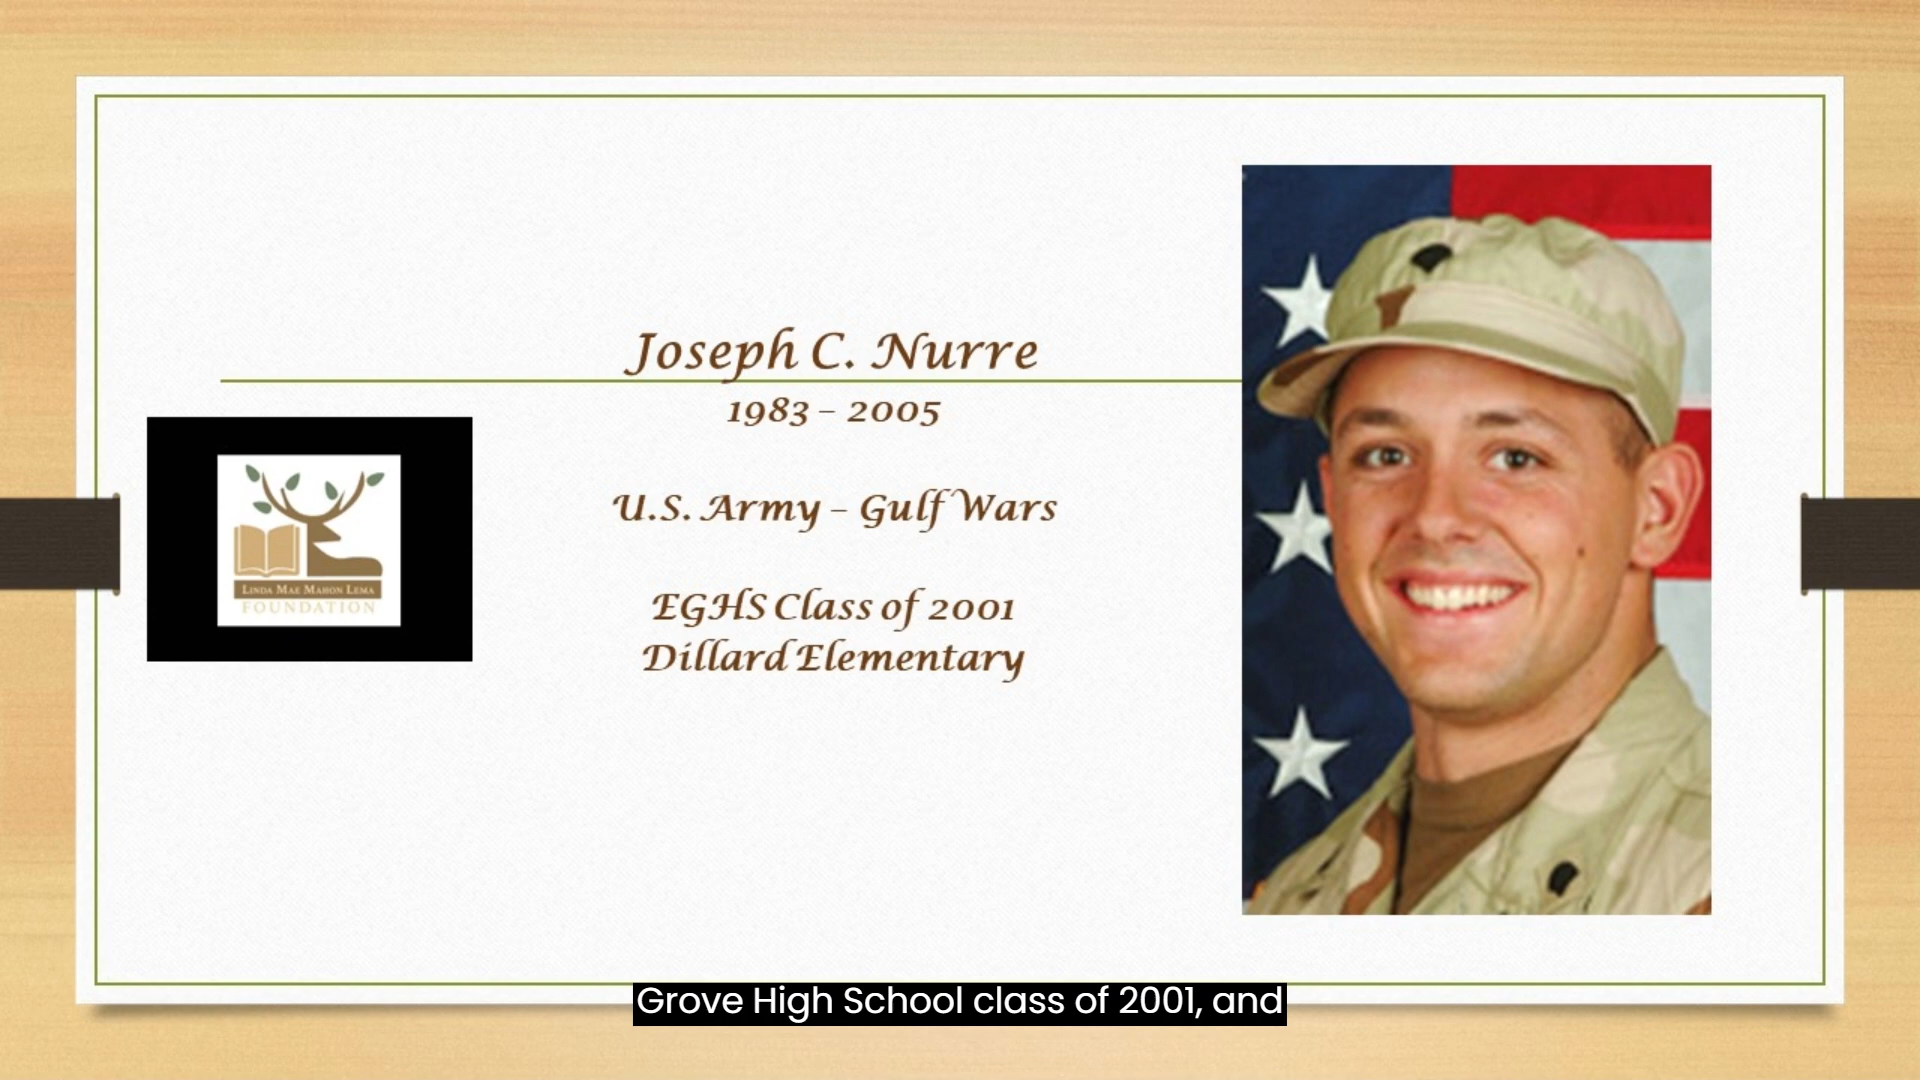 Joseph C. Nurre
1983 – 2005
U.S. Army – Gulf Wars
EGHS Class of 2001
Dillard Elementary
LINDA MAE MAHON LEMA
FOUNDATION
Grove High School class of 2001, and